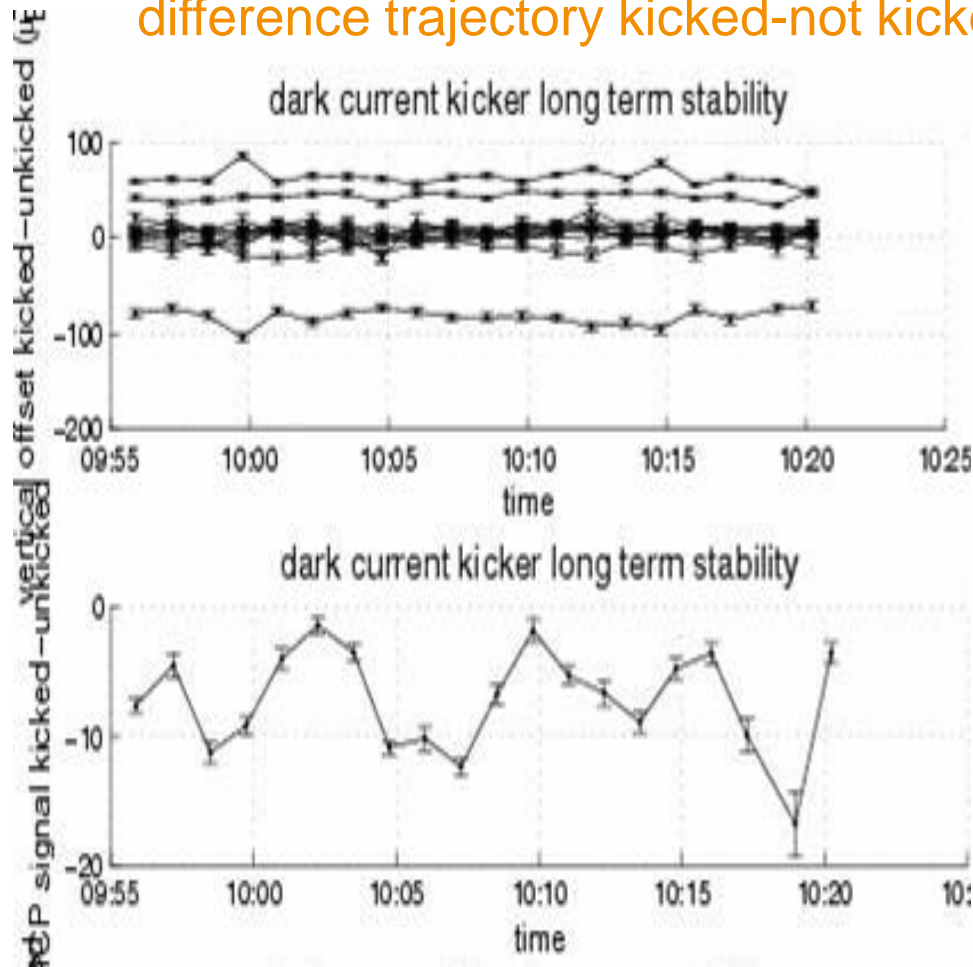 difference trajectory kicked-not
dark current kicker long term stability
vertical offset kicked-unkicked
100
0
-100
-200
09:55 10:00 10:05 10:10 10:15 10:20 10:25
time
dark current kicker long term stability
signal kicked-unkicked
0
-10
-20
09:55 10:00 10:05 10:10 10:15 10:20
time